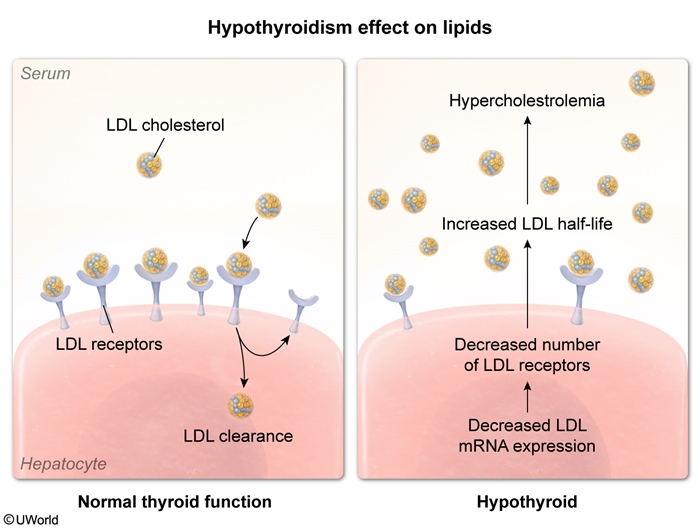 Hypothyroidism effect on lipids
Serum
LDL cholesterol
LDL receptors
LDL clearance
Hepatocyte
Normal thyroid function
Hypercholestrolemia
Increased LDL half-life
Decreased number
of LDL receptors
Decreased LDL
mRNA expression
Hypothyroid
©UWorld